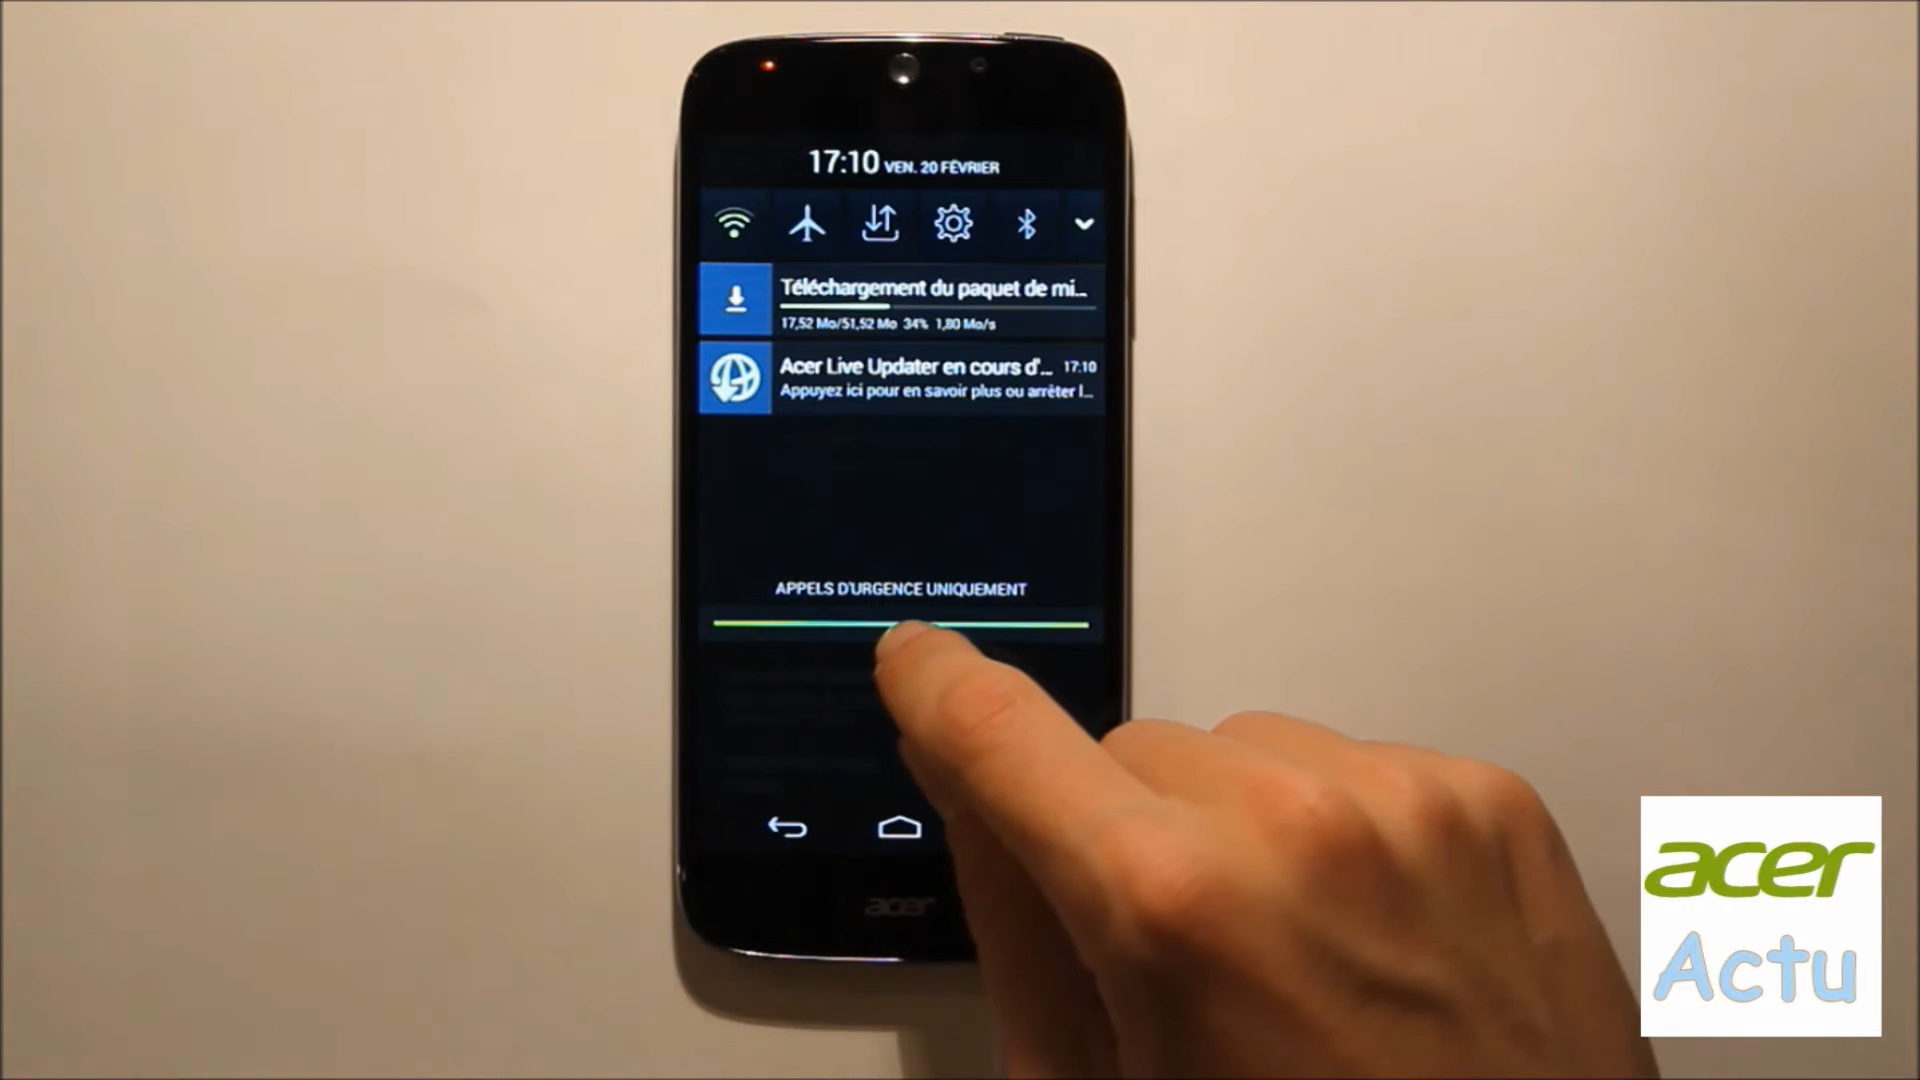 17:10 VEN. 20 FÉVRIER
Téléchargement du paquet de mi...
17,52 Mo/51,52 Mo 34% 1,80 Mo/s
Acer Live Updater en cours d'... 17:10
Appuyez ici pour en savoir plus ou arrêter l...
APPELS D'URGENCE UNIQUEMENT
acer
acer
Actu